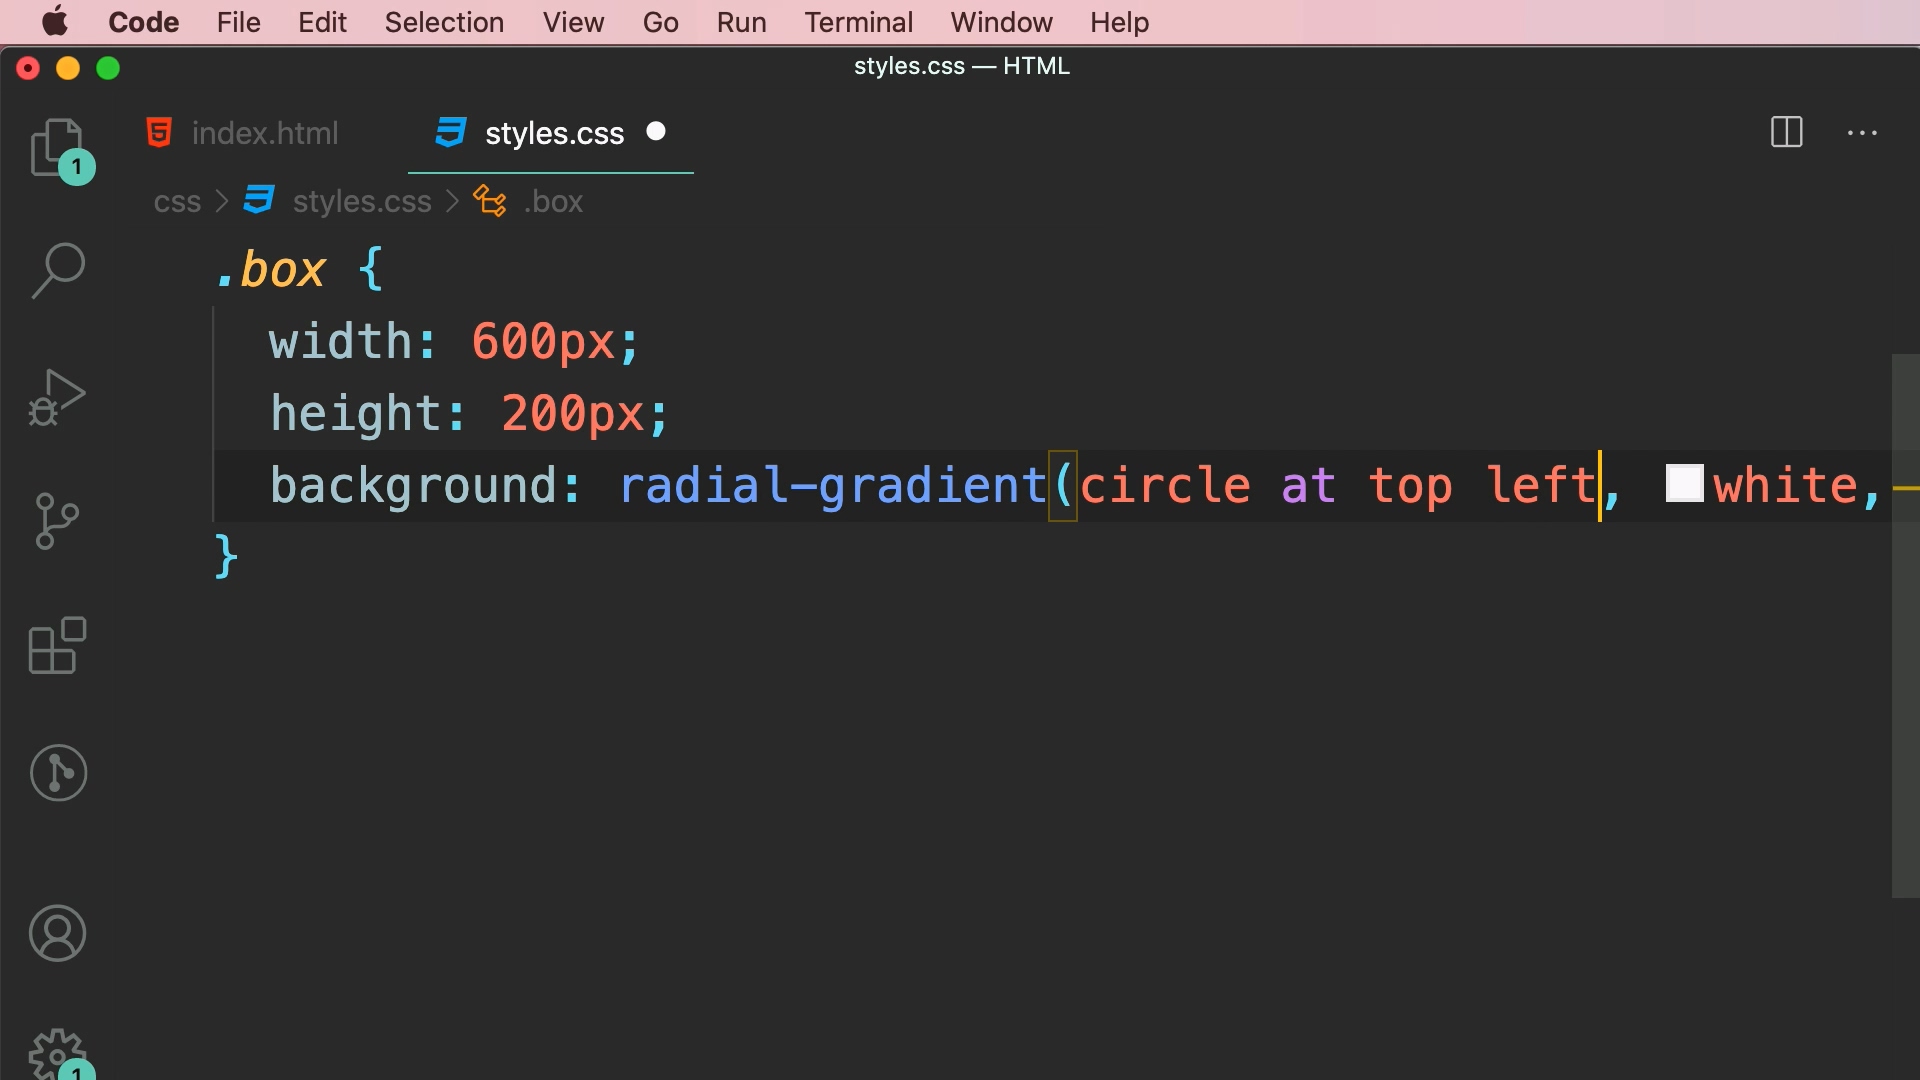 Code File Edit Selection View Go Run Terminal Window Help
styles.css — HTML
index.html styles.css
css > styles.css > .box
.box {
width: 600px;
height: 200px;
background: radial-gradient(circle at top left, white,
}
1
1